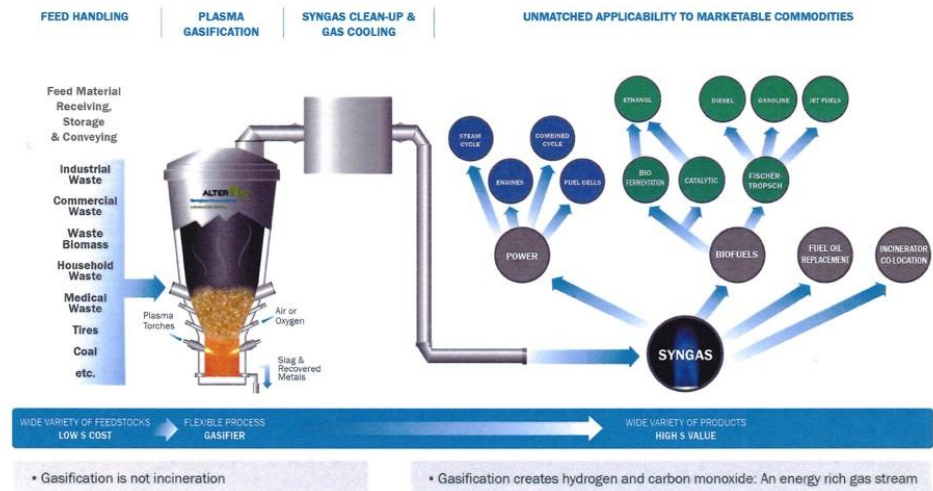 FEED HANDLING
PLASMA
GASIFICATION
SYNGAS CLEAN-UP &
GAS COOLING
UNMATCHED APPLICABILITY TO MARKETABLE COMMODITIES
Feed Material
Receiving,
Storage
& Conveying
Industrial
Waste
Commercial
Waste
Waste
Biomass
Household
Waste
Medical
Waste
Tires
Coal
etc.
ALTER
Plasma
Torches
Air or
Oxygen
Slag &
Recovered
Metals
STEAM
CYCLE
COMBINED
CYCLE
ENGINES
FUEL CELLS
POWER
ETHANOL
DIESEL
GASOLINE
JET FUELS
BIO
FERMENTATION
CATALYTIC
FISCHER-
TROPSCH
BIOFUELS
FUEL OIL
REPLACEMENT
INCINERATOR
CO-LOCATION
SYNGAS
WIDE VARIETY OF FEEDSTOCKS
LOW $ COST
FLEXIBLE PROCESS
GASIFIER
WIDE VARIETY OF PRODUCTS
HIGH $ VALUE
▪ Gasification is not incineration
▪ Gasification creates hydrogen and carbon monoxide: An energy rich gas stream